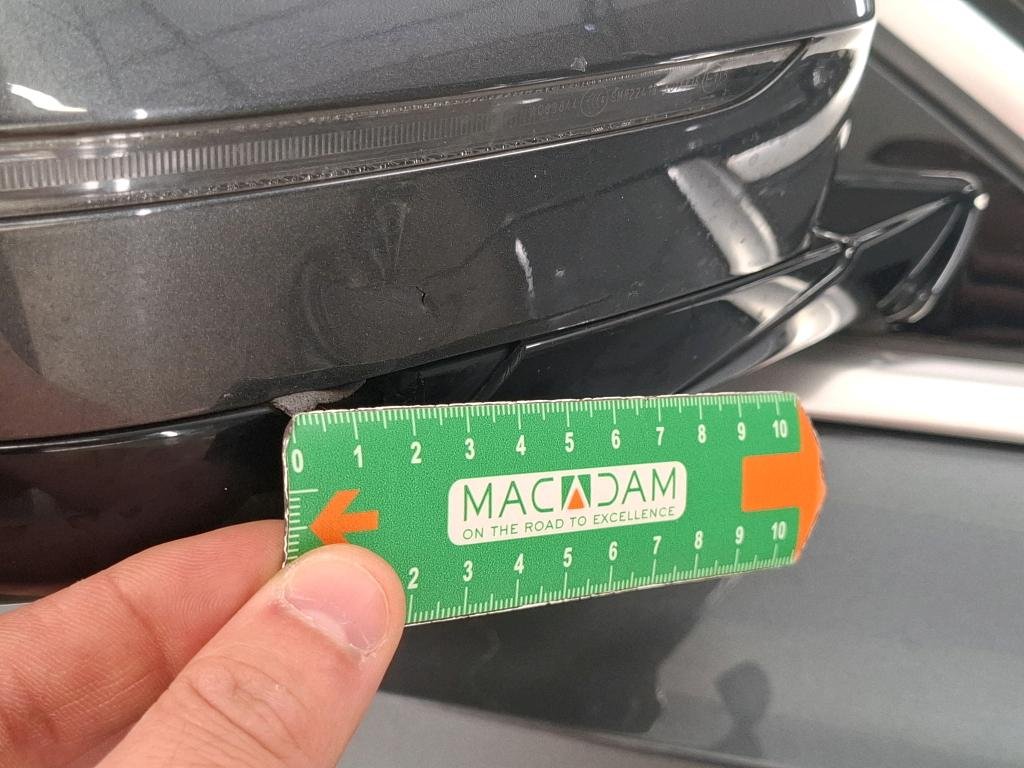 0 1 2 3 4 5 6 7 8 9 10
MACADAM
ON THE ROAD TO EXCELLENCE
2 3 4 5 6 7 8 9 10